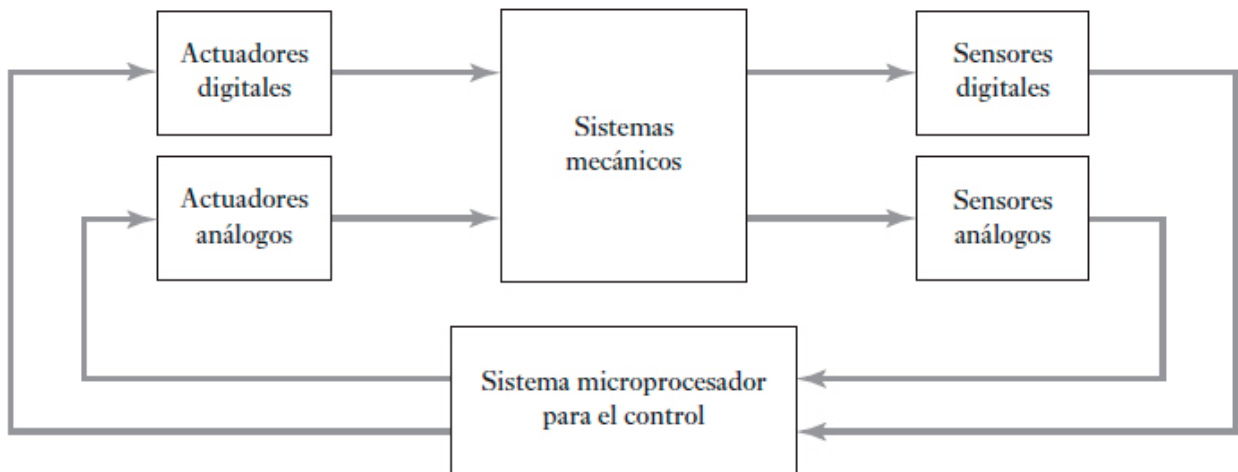 Actuadores
digitales
Sistemas
mecánicos
Sensores
digitales
Actuadores
análogos
Sensores
análogos
Sistema microprocesador
para el control